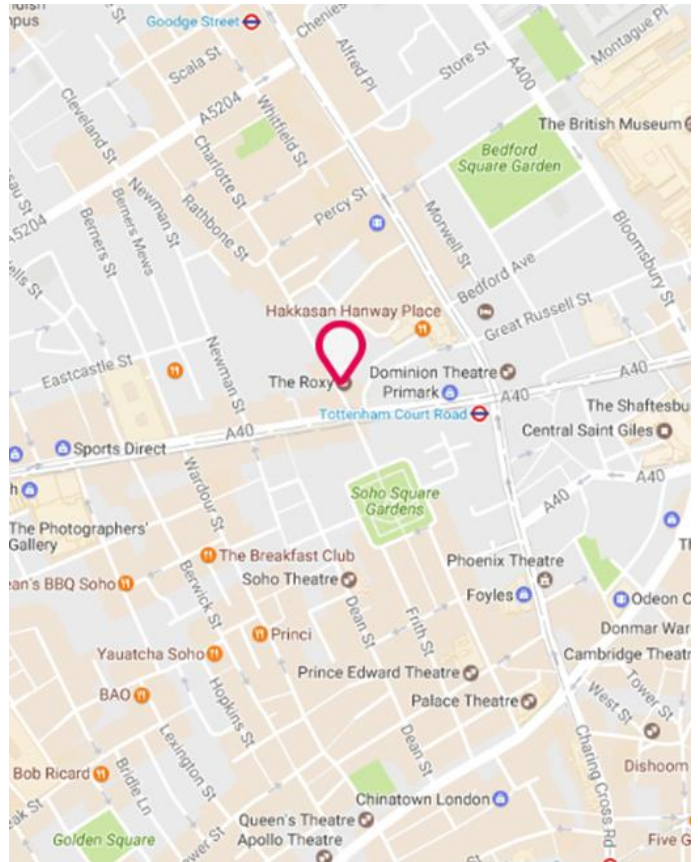 Goodge Street
Chenies
Scala St
Alfred Pl
Store St
A400
Montague Pl
Cleveland St
A5204
Whitfield St
The British Museum
Bedford
Square Garden
Charlotte St
Newman St
Berners Mews
Rathbone St
Percy St
Morwell St
Bloomsbury St
A5204
Berners St
Bedford Ave
Great Russell St
Hakkasan Hanway Place
Eastcastle St
Newman St
The Roxy
Dominion Theatre
Primark
A40
A40
Tottenham Court Road
A40
The Shaftesbu
Central Saint Giles
Sports Direct
Wardour St
Soho Square
Gardens
A40
A40
h
The Photographers'
Gallery
The Breakfast Club
Soho Theatre
Phoenix Theatre
ean's BBQ Soho
Berwick St
Dean St
Frith St
Foyles
Odeon C
Princi
Donmar War
Yauatcha Soho
Cambridge Theatr
Prince Edward Theatre
Tower St
West St
BAO
Palace Theatre
Hopkins St
Lexington St
Dean St
Charing Cross Rd
Bob Ricard
Bridle Ln
Dishoom
Chinatown London
Queen's Theatre
Apollo Theatre
Golden Square
Five G